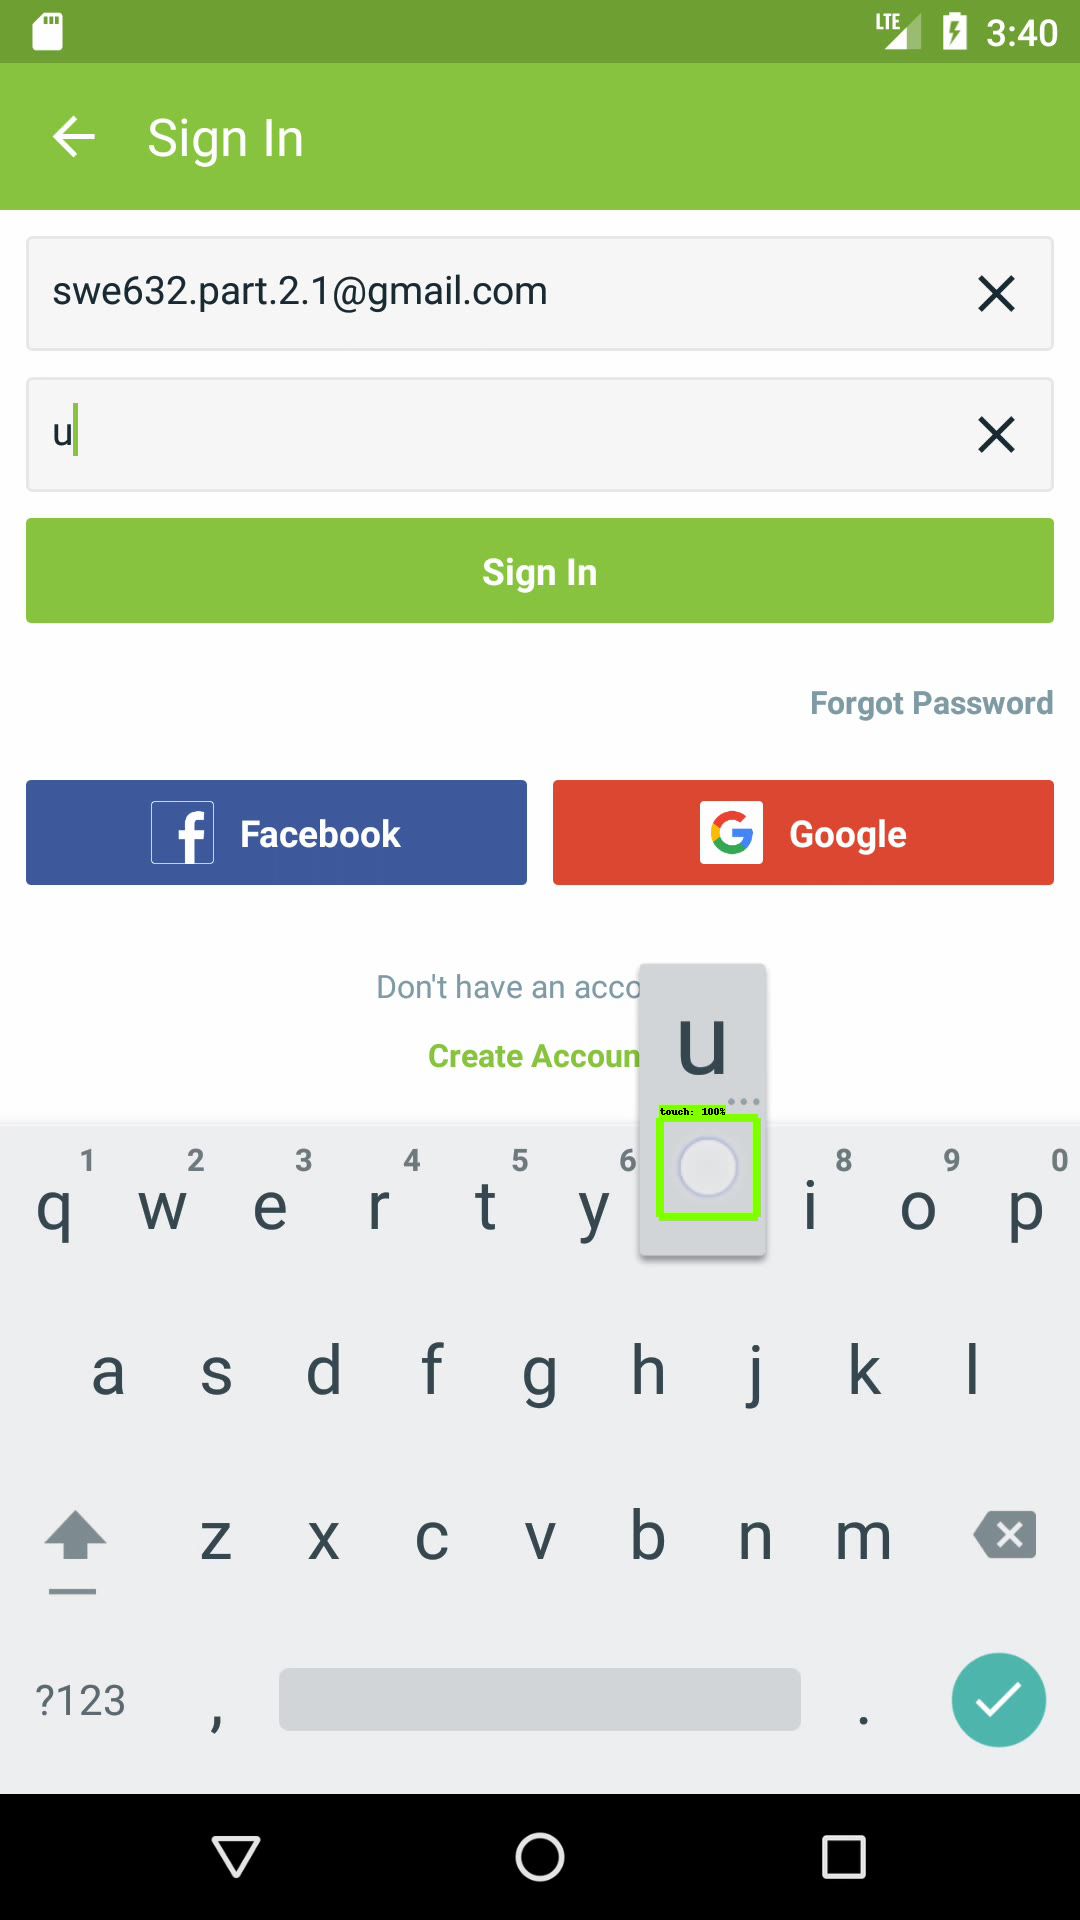 LTE 3:40
Sign In
swe632.part.2.1@gmail.com
u
Sign In
Forgot Password
Facebook
G Google
Don't have an acco
Create Accoun
u
touch: 100%
1 2 3 4 5 6 8 9 0
q w e r t y i o p
a s d f g h j k l
z x c v b n m
?123 , .